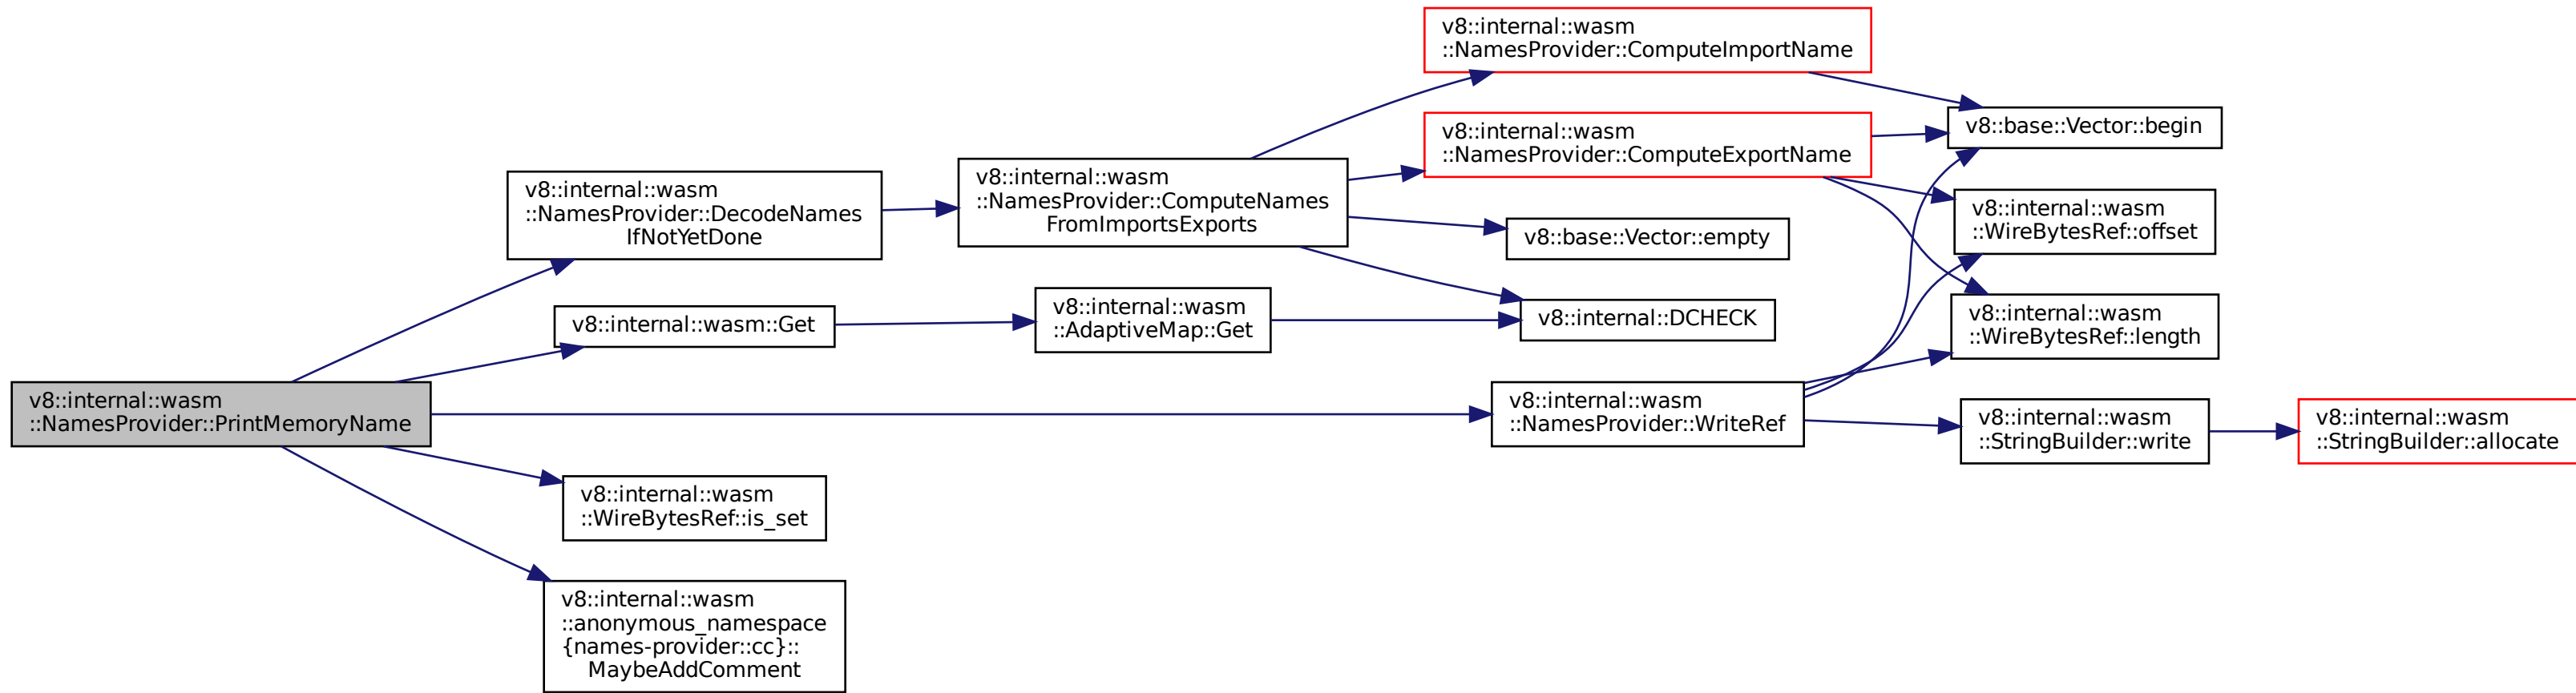 v8::internal::wasm
::NamesProvider::PrintMemoryName
v8::internal::wasm
::NamesProvider::DecodeNames
IfNotYetDone
v8::internal::wasm
::NamesProvider::ComputeNames
FromImportsExports
v8::internal::wasm
::NamesProvider::ComputeImportName
v8::base::Vector::begin
v8::internal::wasm
::NamesProvider::ComputeExportName
v8::internal::wasm
::WireBytesRef::offset
v8::internal::wasm
::WireBytesRef::length
v8::base::Vector::empty
v8::internal::DCHECK
v8::internal::wasm::Get
v8::internal::wasm
::AdaptiveMap::Get
v8::internal::wasm
::NamesProvider::WriteRef
v8::internal::wasm
::StringBuilder::write
v8::internal::wasm
::StringBuilder::allocate
v8::internal::wasm
::WireBytesRef::is_set
v8::internal::wasm
::anonymous_namespace
{names-provider::cc}::
MaybeAddComment